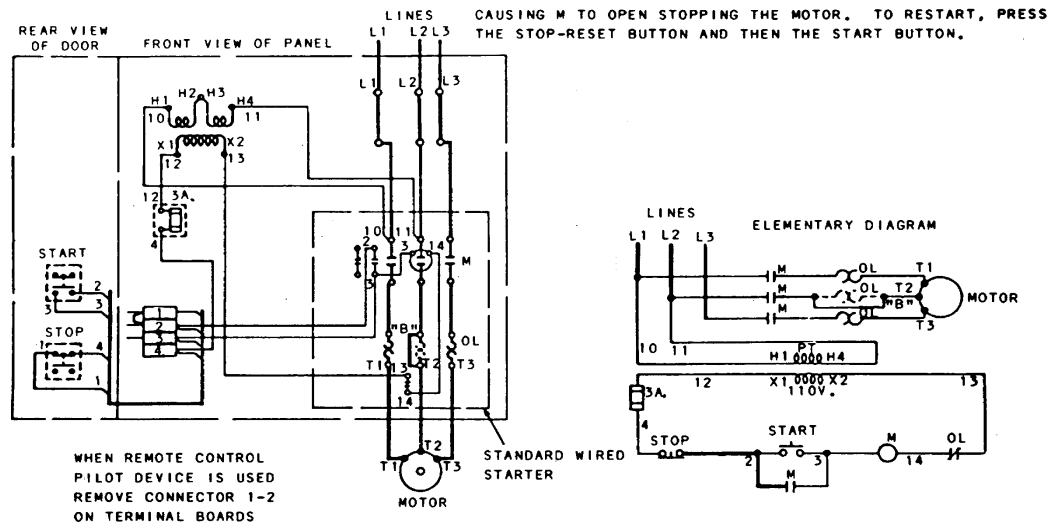 CAUSING M TO OPEN STOPPING THE MOTOR. TO RESTART, PRESS
THE STOP-RESET BUTTON AND THEN THE START BUTTON.
REAR VIEW
OF DOOR
FRONT VIEW OF PANEL
LINES
L1 L2 L3
L1 L2 L3
H1 H2 H3 H4
10 11
X1 X2
12 13
12 3A.
4
10 11
2 3 14
3
M
START
2
3
3
STOP
1 4
1
1
2
3
4
"B" OL
T1 13 T2 T3
14
T2
T1 T3
MOTOR
STANDARD WIRED
STARTER
WHEN REMOTE CONTROL
PILOT DEVICE IS USED
REMOVE CONNECTOR 1-2
ON TERMINAL BOARDS
LINES
L1 L2 L3
ELEMENTARY DIAGRAM
M OL T1
M OL T2
"B"
M OL T3
MOTOR
10 11 PT
H1 H4
12 X1 X2 13
110V.
3A.
4
STOP START M OL
2 3 14
M